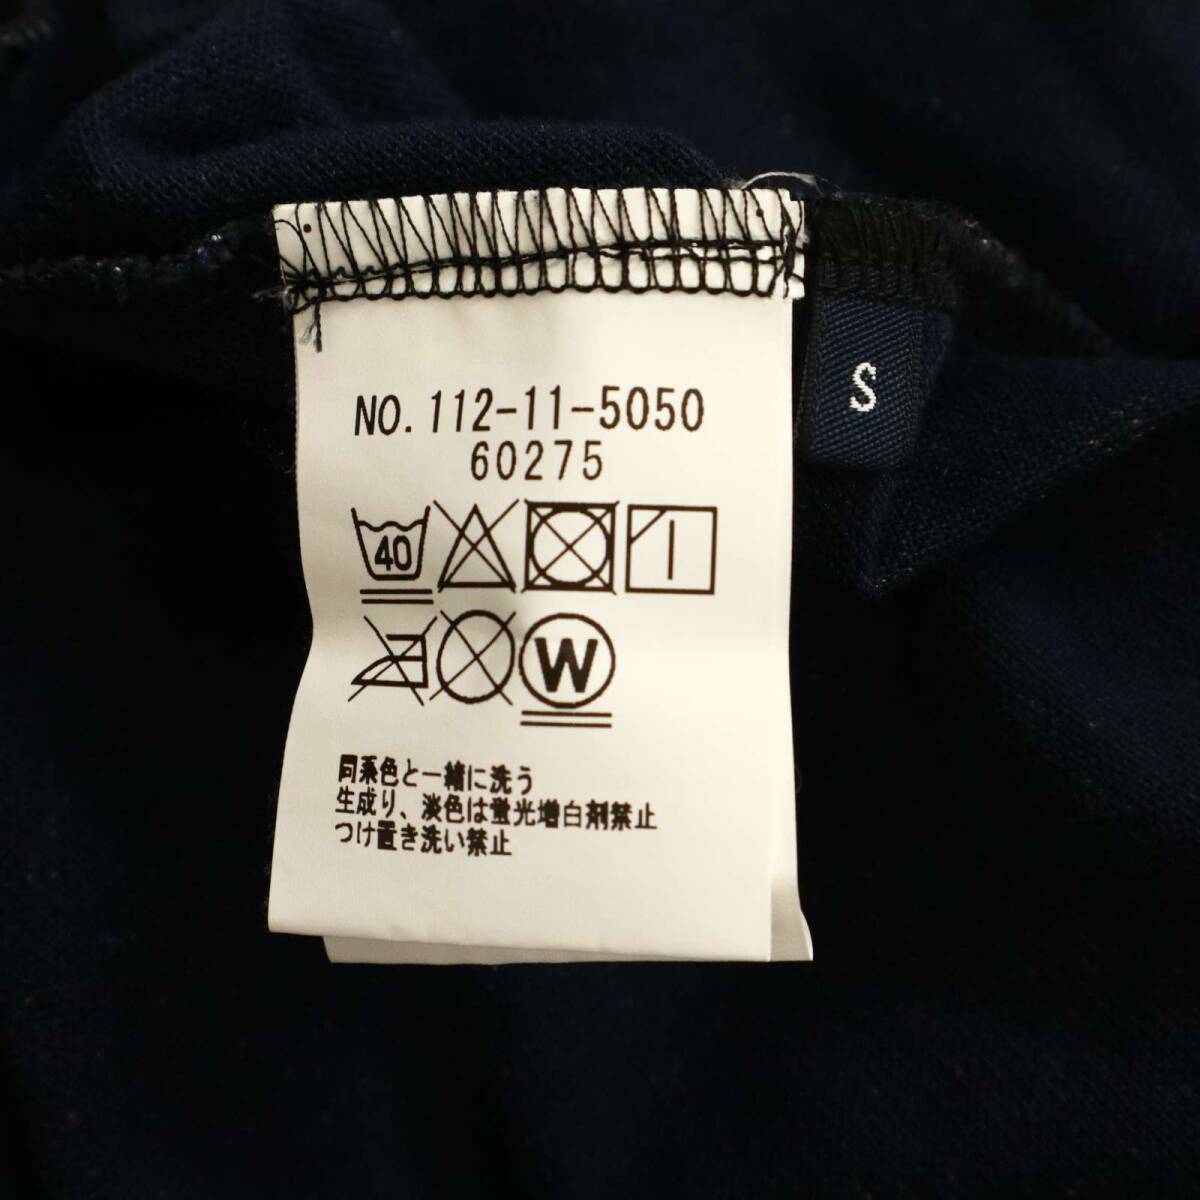 NO. 112-11-5050
60275
S
40
W
同系色と一緒に洗う
生成り、淡色は蛍光増白剤禁止
つけ置き洗い禁止